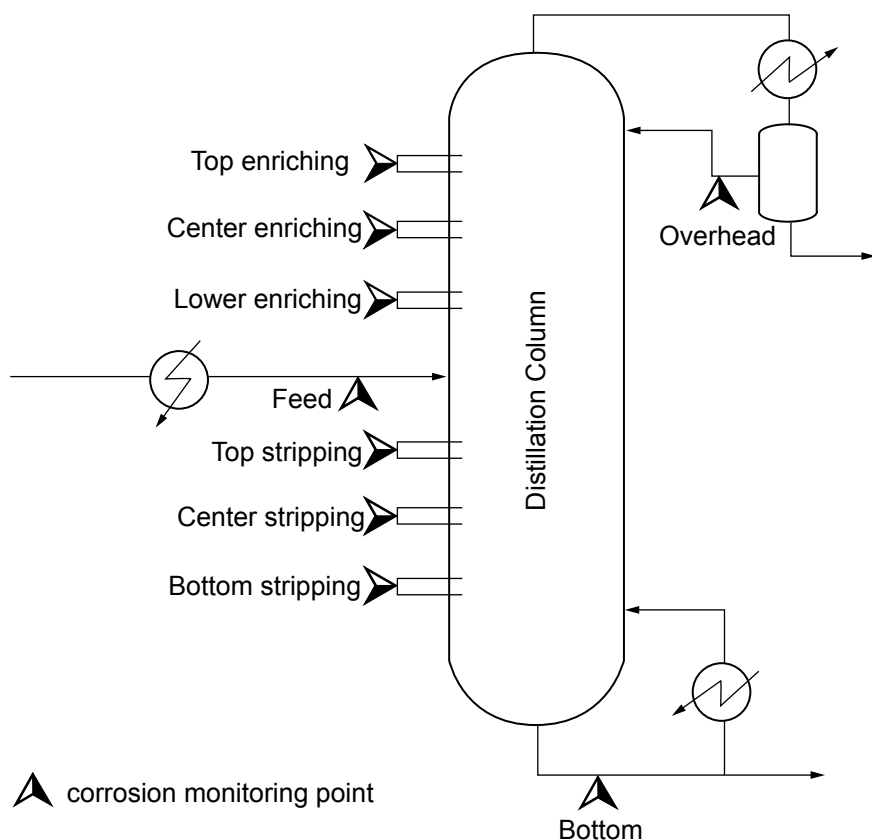 Top enriching
Center enriching
Overhead
Lower enriching
Distillation Column
Feed
Top stripping
Center stripping
Bottom stripping
corrosion monitoring point
Bottom